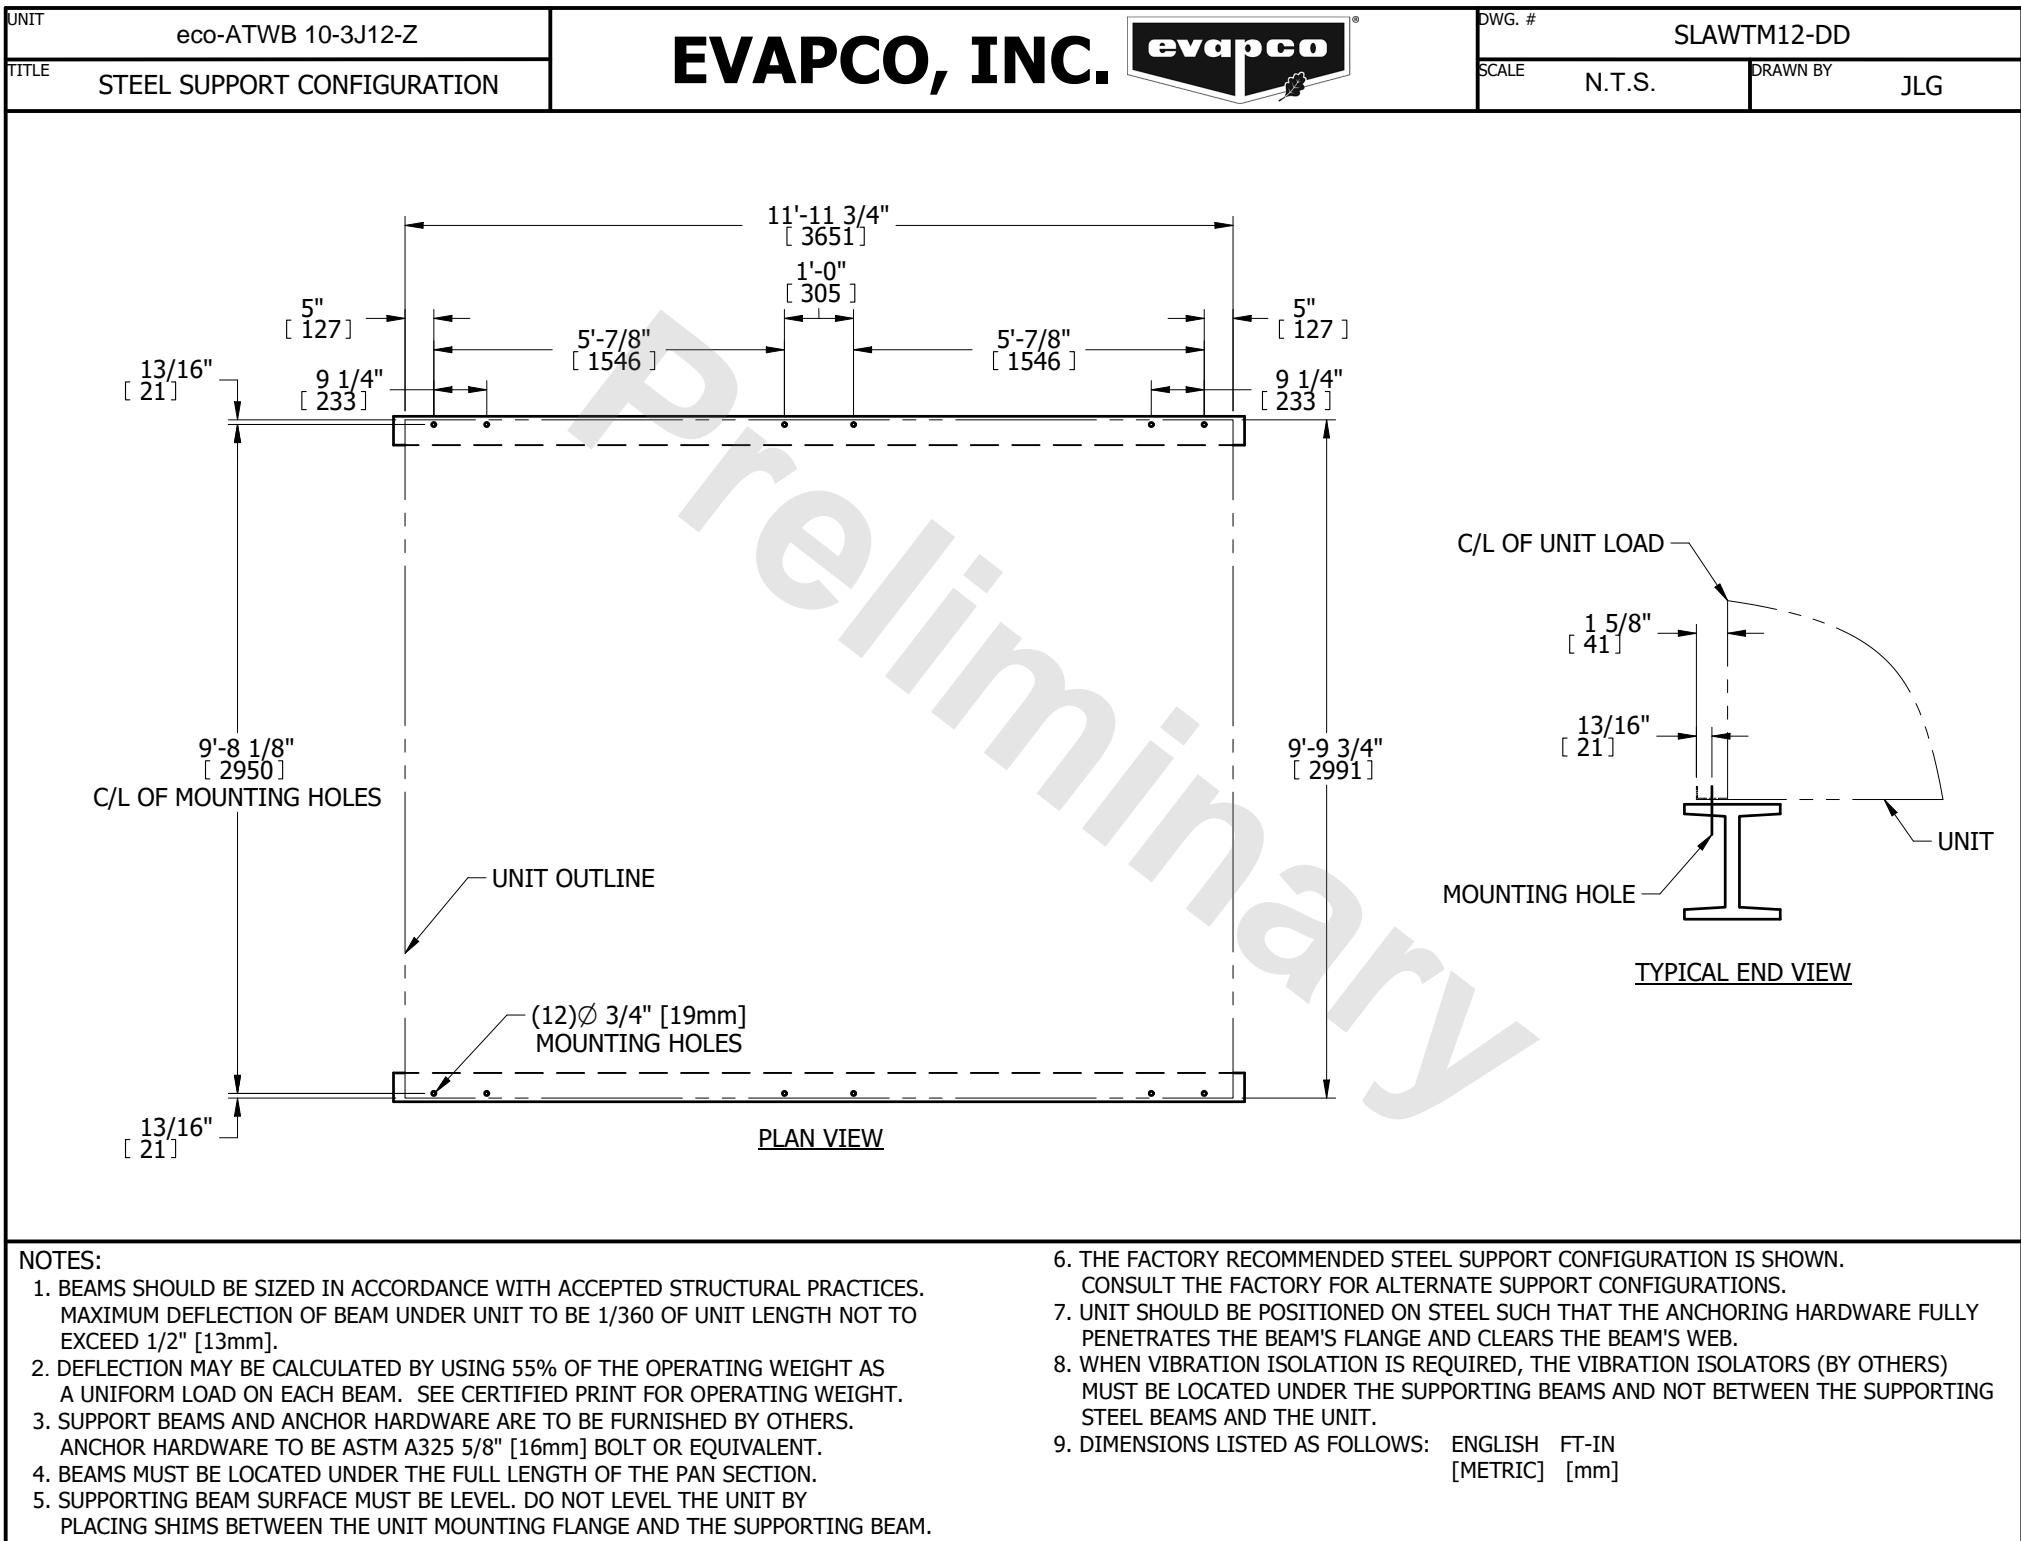 UNIT
eco-ATWB 10-3J12-Z
TITLE
STEEL SUPPORT CONFIGURATION
EVAPCO, INC.
evapco
®
DWG. #
SLAWTM12-DD
SCALE
N.T.S.
DRAWN BY
JLG
11'-11 3/4"
[ 3651]
1'-0"
[ 305 ]
5"
[ 127]
5"
[ 127 ]
5'-7/8"
[ 1546 ]
5'-7/8"
[ 1546 ]
13/16"
[ 21]
9 1/4"
[ 233]
9 1/4"
[ 233 ]
Preliminary
C/L OF UNIT LOAD
1 5/8"
[ 41]
13/16"
[ 21]
9'-8 1/8"
[ 2950]
C/L OF MOUNTING HOLES
9'-9 3/4"
[ 2991]
UNIT
UNIT OUTLINE
MOUNTING HOLE
TYPICAL END VIEW
(12)∅ 3/4" [19mm]
MOUNTING HOLES
13/16"
[ 21]
PLAN VIEW
NOTES:
1. BEAMS SHOULD BE SIZED IN ACCORDANCE WITH ACCEPTED STRUCTURAL PRACTICES.
MAXIMUM DEFLECTION OF BEAM UNDER UNIT TO BE 1/360 OF UNIT LENGTH NOT TO
EXCEED 1/2" [13mm].
2. DEFLECTION MAY BE CALCULATED BY USING 55% OF THE OPERATING WEIGHT AS
A UNIFORM LOAD ON EACH BEAM. SEE CERTIFIED PRINT FOR OPERATING WEIGHT.
3. SUPPORT BEAMS AND ANCHOR HARDWARE ARE TO BE FURNISHED BY OTHERS.
ANCHOR HARDWARE TO BE ASTM A325 5/8" [16mm] BOLT OR EQUIVALENT.
4. BEAMS MUST BE LOCATED UNDER THE FULL LENGTH OF THE PAN SECTION.
5. SUPPORTING BEAM SURFACE MUST BE LEVEL. DO NOT LEVEL THE UNIT BY
PLACING SHIMS BETWEEN THE UNIT MOUNTING FLANGE AND THE SUPPORTING BEAM.
6. THE FACTORY RECOMMENDED STEEL SUPPORT CONFIGURATION IS SHOWN.
CONSULT THE FACTORY FOR ALTERNATE SUPPORT CONFIGURATIONS.
7. UNIT SHOULD BE POSITIONED ON STEEL SUCH THAT THE ANCHORING HARDWARE FULLY
PENETRATES THE BEAM'S FLANGE AND CLEARS THE BEAM'S WEB.
8. WHEN VIBRATION ISOLATION IS REQUIRED, THE VIBRATION ISOLATORS (BY OTHERS)
MUST BE LOCATED UNDER THE SUPPORTING BEAMS AND NOT BETWEEN THE SUPPORTING
STEEL BEAMS AND THE UNIT.
9. DIMENSIONS LISTED AS FOLLOWS: ENGLISH FT-IN
[METRIC] [mm]